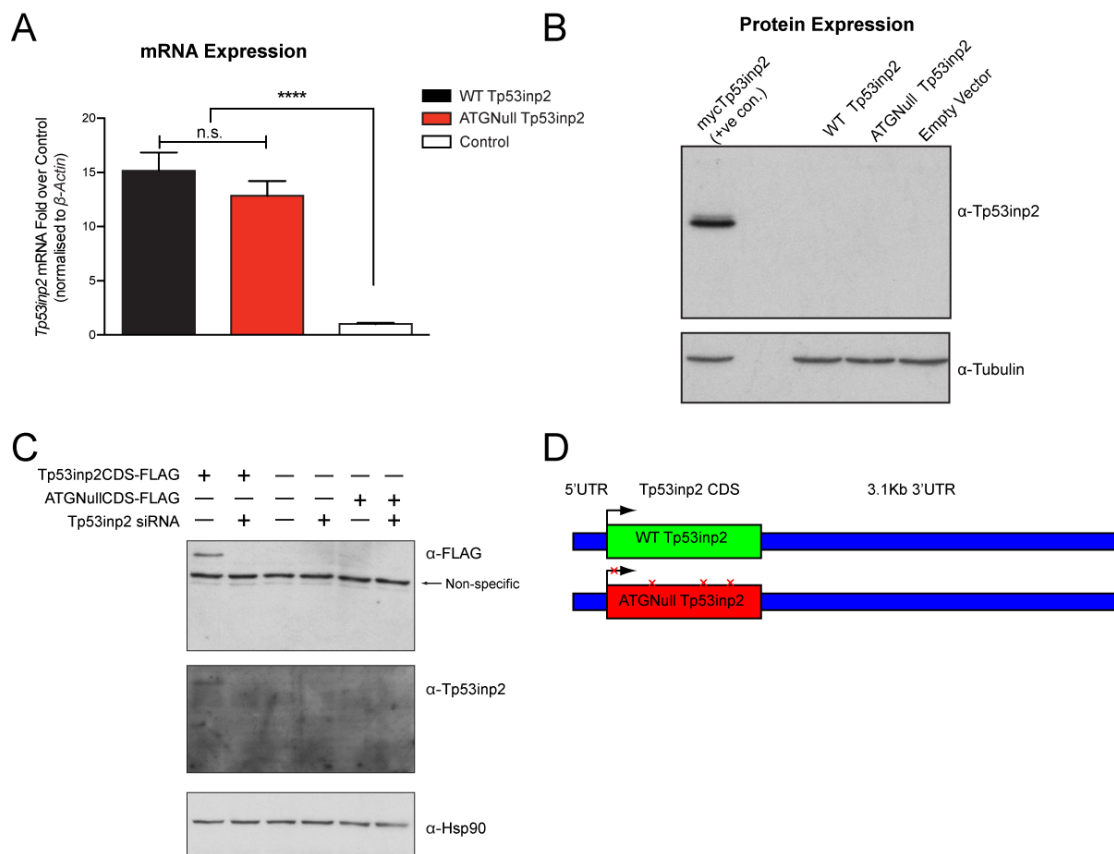 A
mRNA Expression
****
n.s.
WT Tp53inp2
ATGNull Tp53inp2
Control
Tp53inp2 mRNA Fold over Control
(normalised to β-Actin)
20
15
10
5
0
B
Protein Expression
mycTp53inp2
(+ve con.)
WT Tp53inp2
ATGNull Tp53inp2
Empty Vector
α-Tp53inp2
α-Tubulin
C
Tp53inp2CDS-FLAG + + — — — —
ATGNullCDS-FLAG — — — — + +
Tp53inp2 siRNA — + — + — +
α-FLAG
Non-specific
α-Tp53inp2
α-Hsp90
D
5'UTR Tp53inp2 CDS 3.1Kb 3'UTR
WT Tp53inp2
ATGNull Tp53inp2